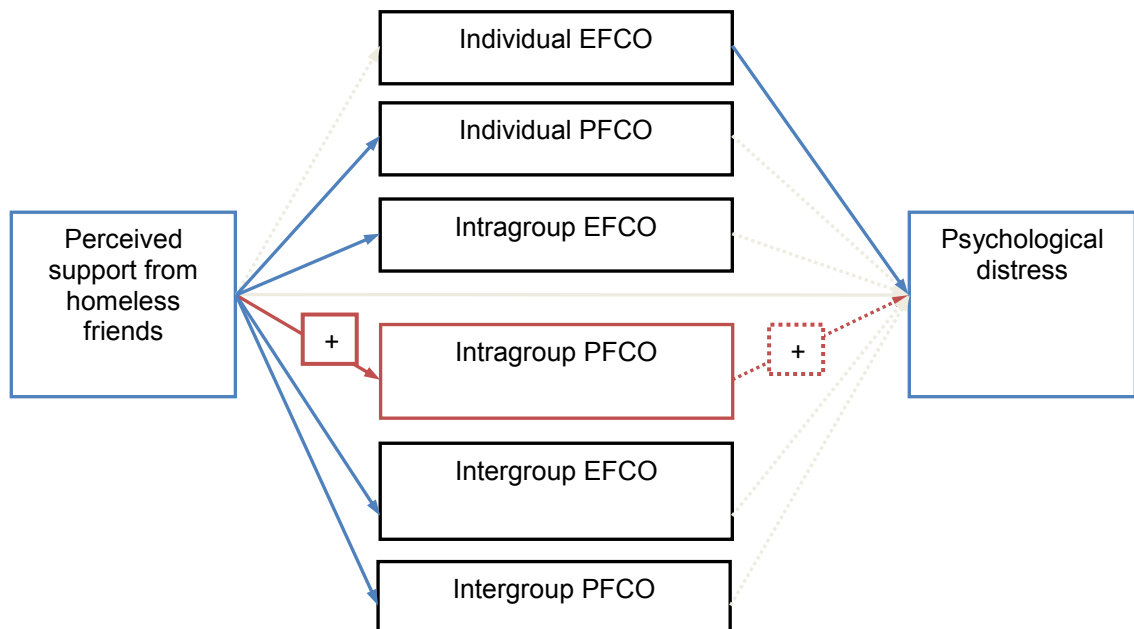 Individual EFCO
Individual PFCO
Intragroup EFCO
Perceived
support from
homeless
friends
Psychological
distress
+
Intragroup PFCO
+
Intergroup EFCO
Intergroup PFCO